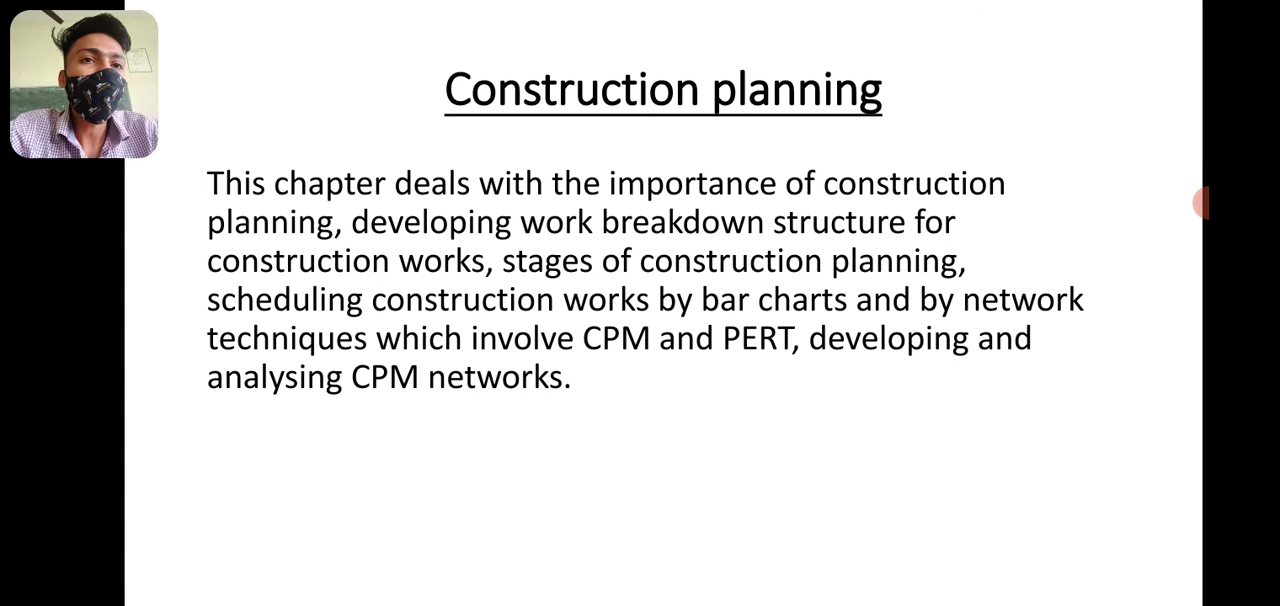 Construction planning
This chapter deals with the importance of construction
planning, developing work breakdown structure for
construction works, stages of construction planning,
scheduling construction works by bar charts and by network
techniques which involve CPM and PERT, developing and
analysing CPM networks.